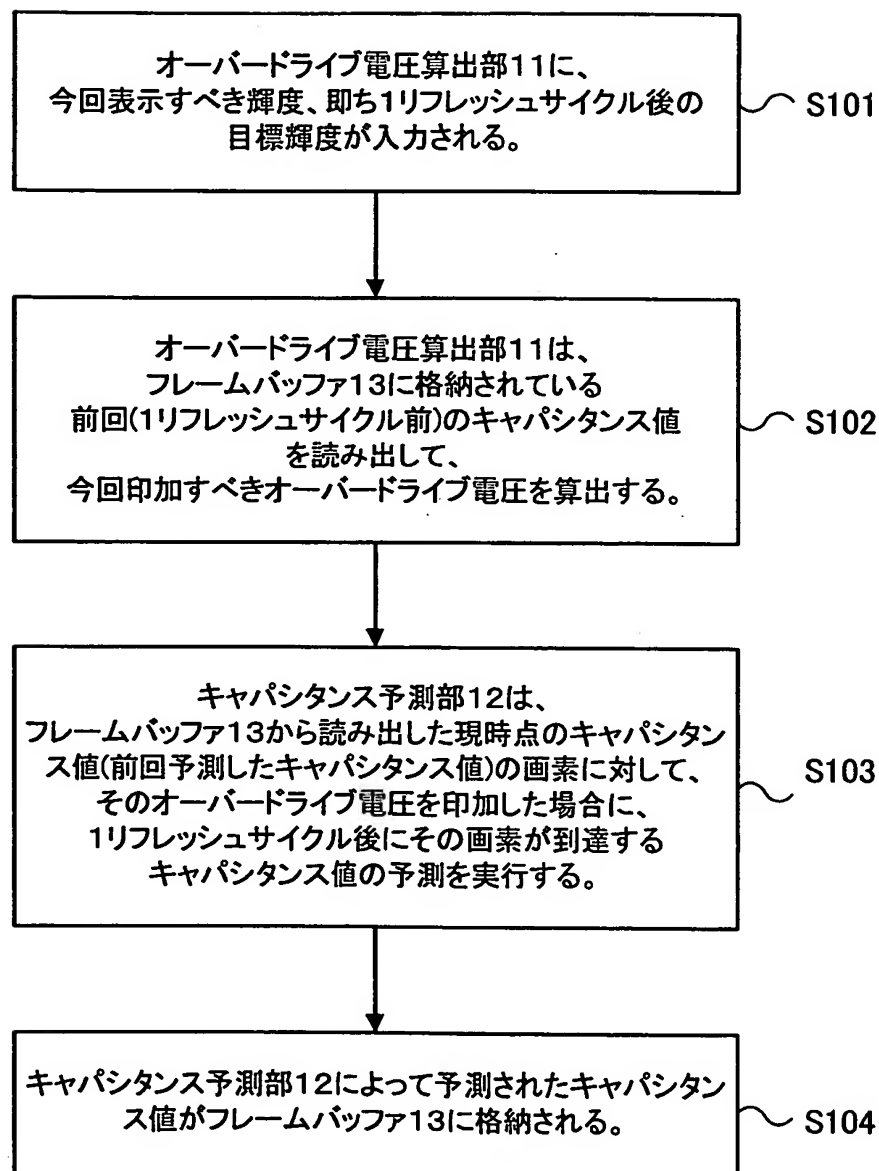 オーバードライブ電圧算出部11に、
今回表示すべき輝度、即ち1リフレッシュサイクル後の
目標輝度が入力される。
S101
オーバードライブ電圧算出部11は、
フレームバッファ13に格納されている
前回(1リフレッシュサイクル前)のキャパシタンス値
を読み出して、
今回印加すべきオーバードライブ電圧を算出する。
S102
キャパシタンス予測部12は、
フレームバッファ13から読み出した現時点のキャパシタン
ス値(前回予測したキャパシタンス値)の画素に対して、
そのオーバードライブ電圧を印加した場合に、
1リフレッシュサイクル後にその画素が到達する
キャパシタンス値の予測を実行する。
S103
キャパシタンス予測部12によって予測されたキャパシタン
ス値がフレームバッファ13に格納される。
S104